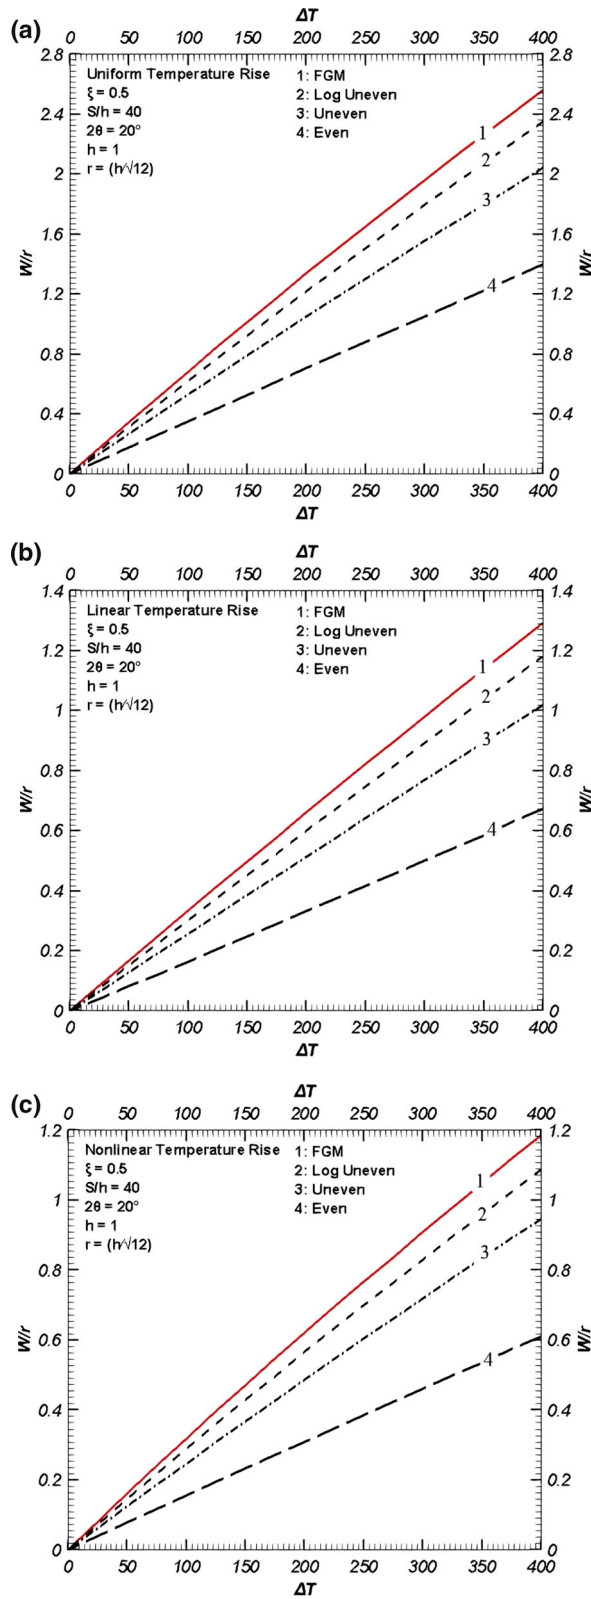 (a)
ΔT
0 50 100 150 200 250 300 350 400
2.8 2.8
Uniform Temperature Rise
ξ = 0.5
S/h = 40
2θ = 20°
h = 1
r = (h/√12)
1: FGM
2: Log Uneven
3: Uneven
4: Even
2.4 2.4
2 2
1.6 1.6
W/r W/r
1.2 1.2
0.8 0.8
0.4 0.4
0 0
1
2
3
4
0 50 100 150 200 250 300 350 400
ΔT
(b)
ΔT
0 50 100 150 200 250 300 350 400
1.4 1.4
Linear Temperature Rise
ξ = 0.5
S/h = 40
2θ = 20°
h = 1
r = (h/√12)
1: FGM
2: Log Uneven
3: Uneven
4: Even
1.2 1.2
1 1
0.8 0.8
W/r W/r
0.6 0.6
0.4 0.4
0.2 0.2
0 0
1
2
3
4
0 50 100 150 200 250 300 350 400
ΔT
(c)
ΔT
0 50 100 150 200 250 300 350 400
1.2 1.2
Nonlinear Temperature Rise
ξ = 0.5
S/h = 40
2θ = 20°
h = 1
r = (h/√12)
1: FGM
2: Log Uneven
3: Uneven
4: Even
1 1
0.8 0.8
W/r W/r
0.6 0.6
0.4 0.4
0.2 0.2
0 0
1
2
3
4
0 50 100 150 200 250 300 350 400
ΔT